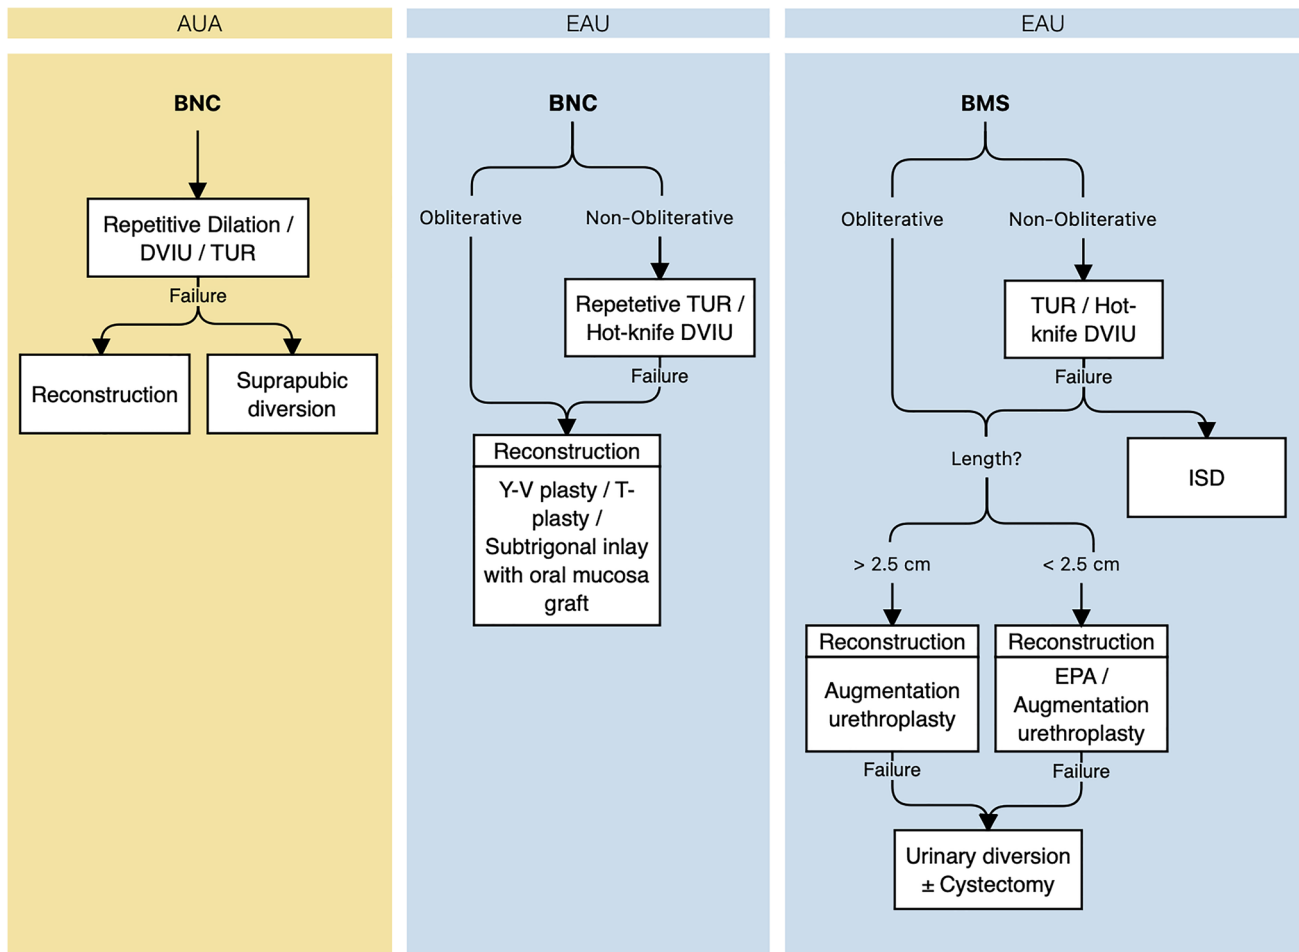 AUA
BNC
Repetitive Dilation /
DVIU / TUR
Failure
Reconstruction
Suprapubic
diversion
EAU
BNC
Obliterative
Non-Obliterative
Repetetive TUR /
Hot-knife DVIU
Failure
Reconstruction
Y-V plasty / T-
plasty /
Subtrigonal inlay
with oral mucosa
graft
EAU
BMS
Obliterative
Non-Obliterative
TUR / Hot-
knife DVIU
Failure
Length?
ISD
> 2.5 cm
< 2.5 cm
Reconstruction
Augmentation
urethroplasty
Reconstruction
EPA /
Augmentation
urethroplasty
Failure
Failure
Urinary diversion
± Cystectomy